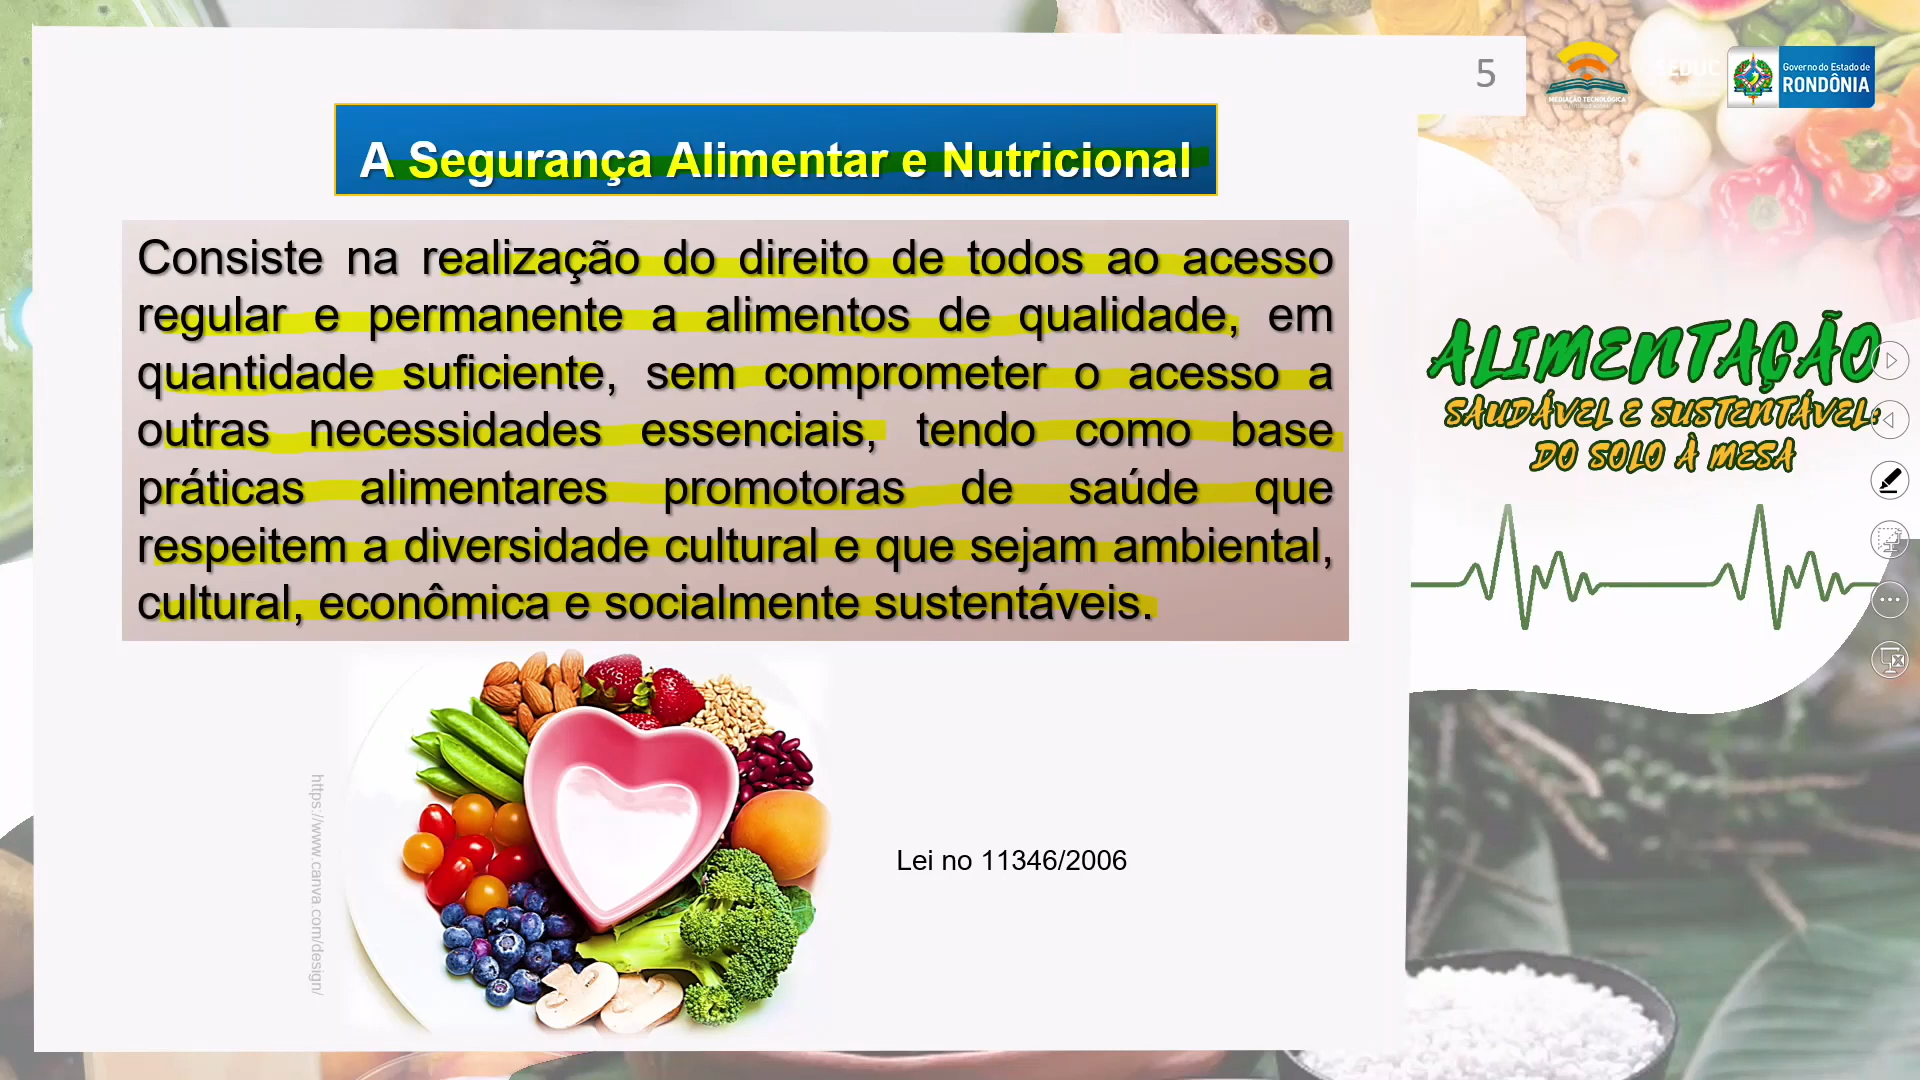 5
SEDUC
Governo do Estado de
RONDÔNIA
MEDIAÇÃO TECNOLÓGICA
A Segurança Alimentar e Nutricional
Consiste na realização do direito de todos ao acesso
regular e permanente a alimentos de qualidade, em
quantidade suficiente, sem comprometer o acesso a
outras necessidades essenciais, tendo como base
práticas alimentares promotoras de saúde que
respeitem a diversidade cultural e que sejam ambiental,
cultural, econômica e socialmente sustentáveis.
ALIMENTAÇÃO
SAUDÁVEL E SUSTENTÁVEL:
DO SOLO À MESA
https://www.canva.com/design/
Lei no 11346/2006